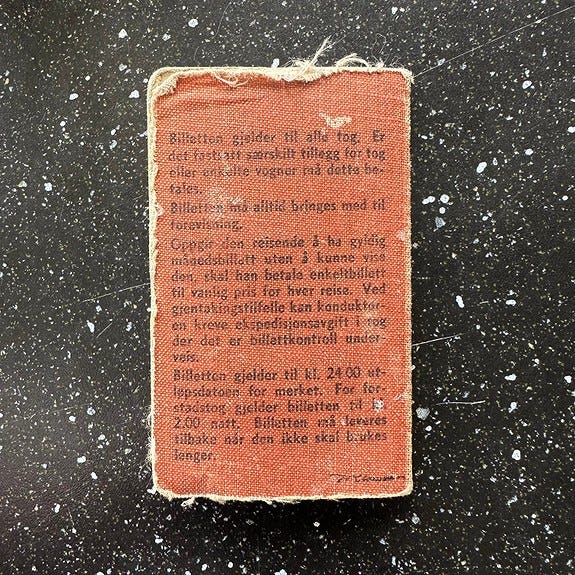 Billetten gjelder til alle tog. Er
det fastsatt særskilt tillegg for tog
eller enkelte vogner må dette be-
tales.
Billetten må alltid bringes med til
forevisning.
Oppgir den reisende å ha gyldig
månedsbillett uten å kunne vise
den, skal han betale enkeltbillett
til vanlig pris for hver reise. Ved
gjentakingstilfelle kan konduktør-
en kreve ekspedisjonsavgift i tog
der det er billettkontroll under-
veis.
Billetten gjelder til kl. 24 00 ut-
løpsdatoen for merket. For for-
stadstog gjelder billetten til kl
2.00 natt. Billetten må leveres
tilbake når den ikke skal brukes
lenger.